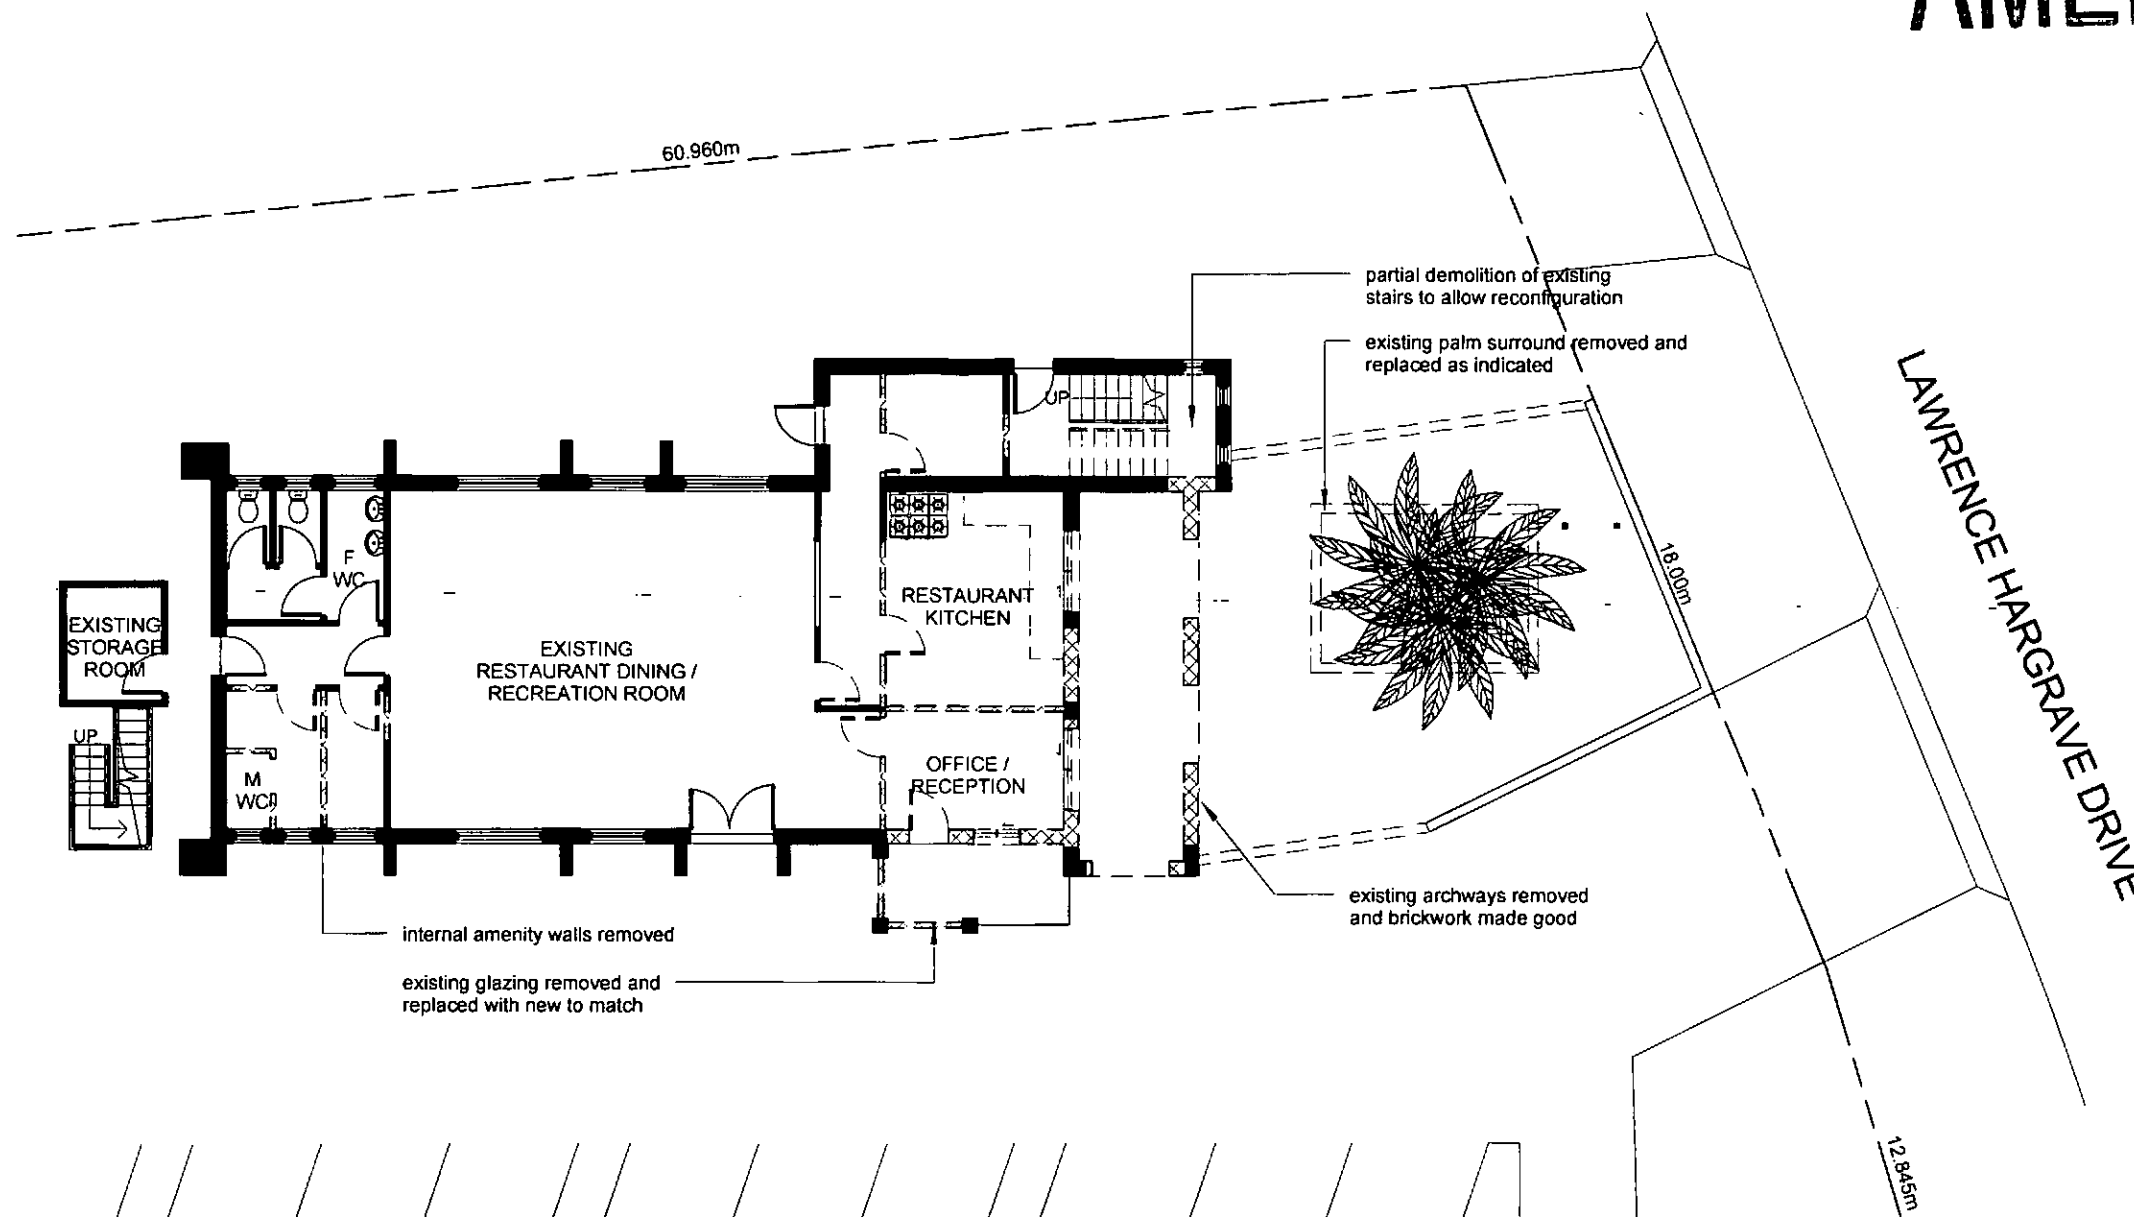 60.960m
partial demolition of existing
stairs to allow reconfiguration
existing palm surround removed and
replaced as indicated
UP
LAWRENCE HARGRAVE DRIVE
18.00m
F
WC
RESTAURANT
KITCHEN
EXISTING
STORAGE
ROOM
EXISTING
RESTAURANT DINING /
RECREATION ROOM
UP
M
WC
OFFICE /
RECEPTION
existing archways removed
and brickwork made good
internal amenity walls removed
existing glazing removed and
replaced with new to match
12.845m